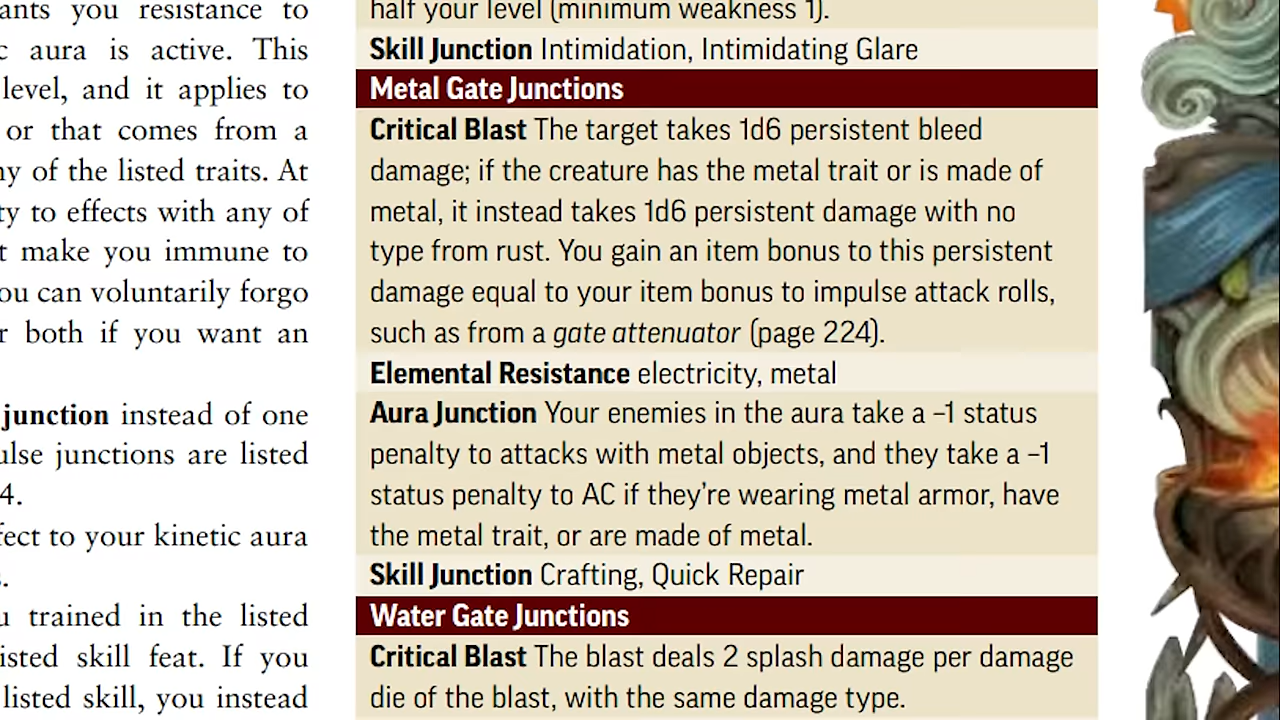 ants you resistance to
aura is active. This
level, and it applies to
or that comes from a
of the listed traits. At
to effects with any of
make you immune to
can voluntarily forgo
both if you want an
junction instead of one
junctions are listed
4.
to your kinetic aura
trained in the listed
skill feat. If you
listed skill, you instead
half your level (minimum weakness 1).
Skill Junction Intimidation, Intimidating Glare
Metal Gate Junctions
Critical Blast The target takes 1d6 persistent bleed
damage; if the creature has the metal trait or is made of
metal, it instead takes 1d6 persistent damage with no
type from rust. You gain an item bonus to this persistent
damage equal to your item bonus to impulse attack rolls,
such as from a gate attenuator (page 224).
Elemental Resistance electricity, metal
Aura Junction Your enemies in the aura take a –1 status
penalty to attacks with metal objects, and they take a –1
status penalty to AC if they're wearing metal armor, have
the metal trait, or are made of metal.
Skill Junction Crafting, Quick Repair
Water Gate Junctions
Critical Blast The blast deals 2 splash damage per damage
die of the blast, with the same damage type.